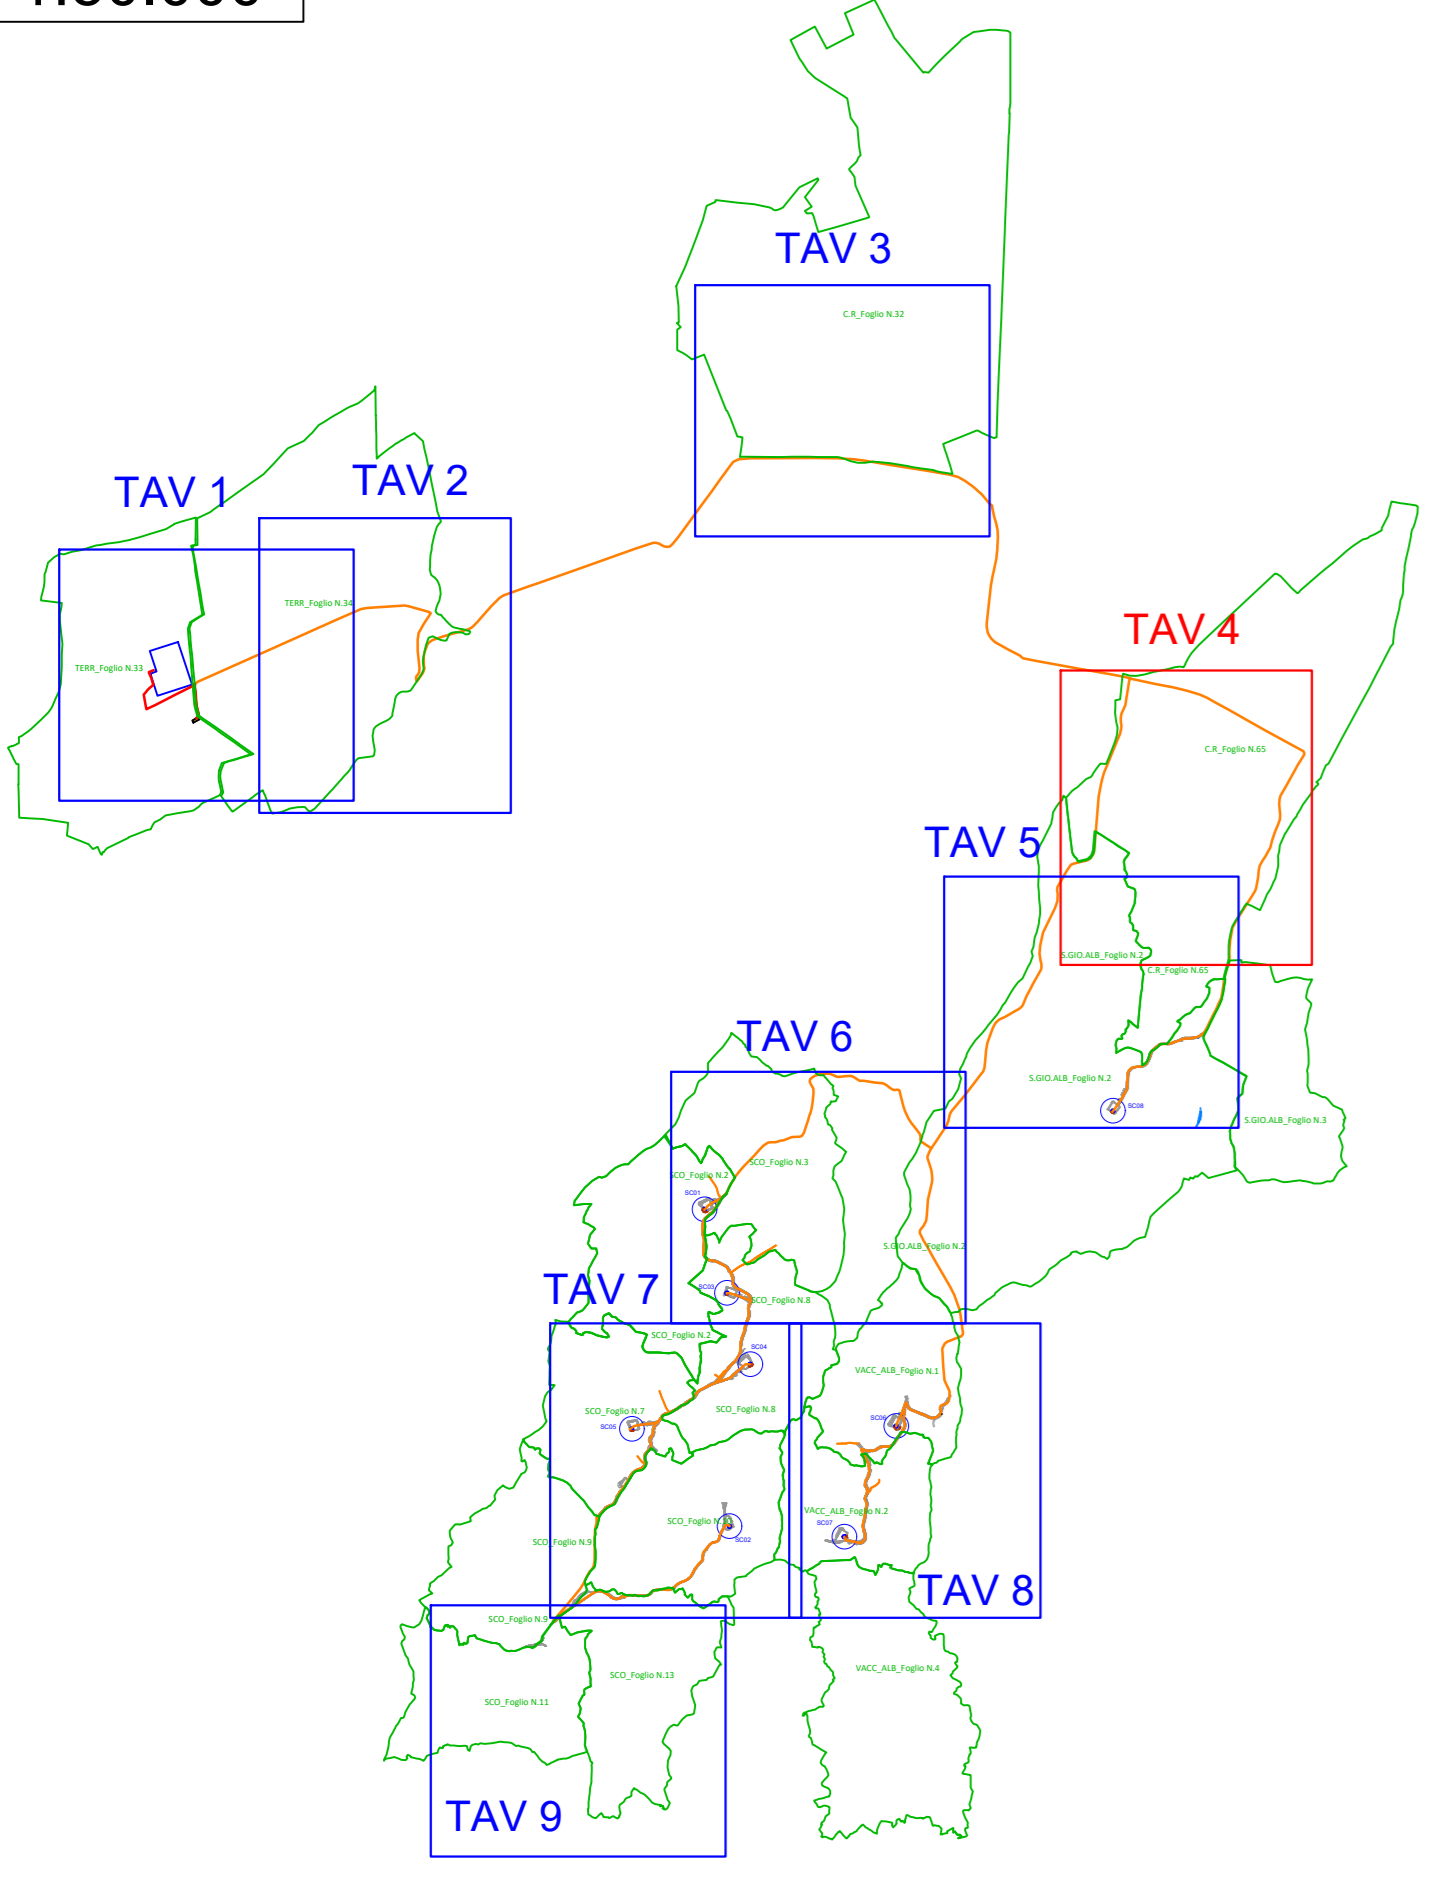 TAV 3
C.R_Foglio N.32
TAV 1
TAV 2
TERR_Foglio N.34
TERR_Foglio N.33
TAV 4
C.R_Foglio N.65
TAV 5
S.GIO.ALB_Foglio N.2
C.R_Foglio N.65
TAV 6
S.GIO.ALB_Foglio N.2
SC08
S.GIO.ALB_Foglio N.3
SCO_Foglio N.3
SCO_Foglio N.2
SC01
S.GIO.ALB_Foglio N.2
TAV 7
SC03
SCO_Foglio N.8
SCO_Foglio N.2
SC04
VACC_ALB_Foglio N.1
SCO_Foglio N.7
SCO_Foglio N.8
SC05
SC06
VACC_ALB_Foglio N.2
SCO_Foglio
SC07
SC02
SCO_Foglio N.9
TAV 8
SCO_Foglio N.9
VACC_ALB_Foglio N.4
SCO_Foglio N.13
SCO_Foglio N.11
TAV 9